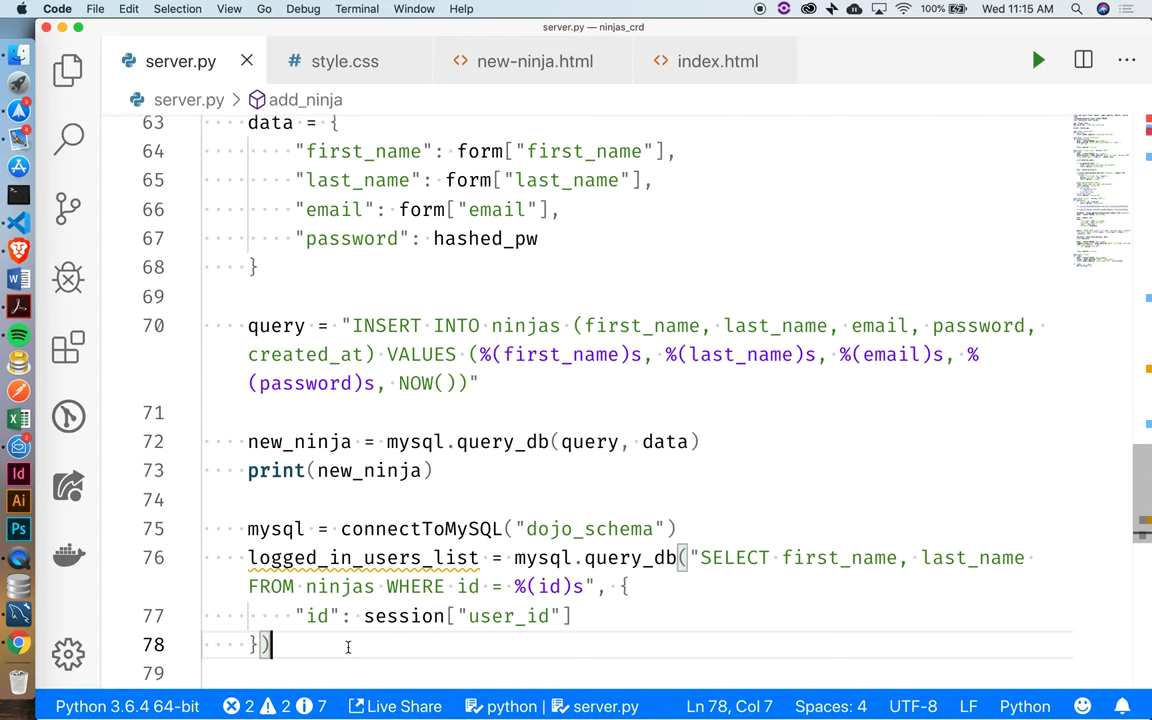 Code File Edit Selection View Go Debug Terminal Window Help 100% Wed 11:15 AM
server.py — ninjas_crd
server.py # style.css <> new-ninja.html <> index.html
server.py > add_ninja
63 data = {
64 "first_name": form["first_name"],
65 "last_name": form["last_name"],
66 "email": form["email"],
67 "password": hashed_pw
68 }
69
70 query = "INSERT INTO ninjas (first_name, last_name, email, password,
created_at) VALUES (%(first_name)s, %(last_name)s, %(email)s, %
(password)s, NOW())"
71
72 new_ninja = mysql.query_db(query, data)
73 print(new_ninja)
74
75 mysql = connectToMySQL("dojo_schema")
76 logged_in_users_list = mysql.query_db("SELECT first_name, last_name
FROM ninjas WHERE id = %(id)s", {
77 "id": session["user_id"]
78 })
79
Python 3.6.4 64-bit 2 2 7 Live Share python | server.py Ln 78, Col 7 Spaces: 4 UTF-8 LF Python
Id
Ai
Ps